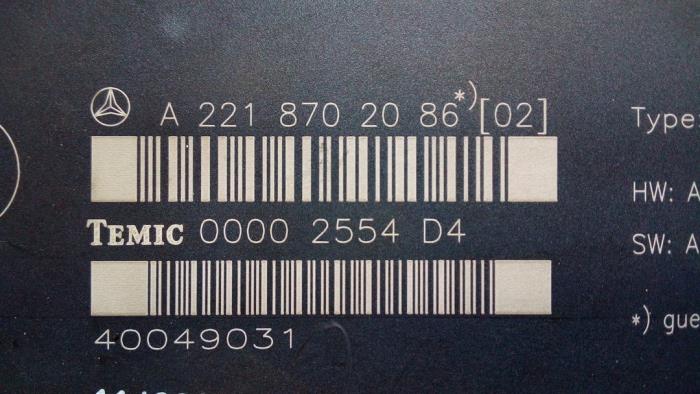 A 221 870 20 86 *) [02]
TEMIC 0000 2554 D4
40049031
Type:
HW: A
SW: A
*) gue